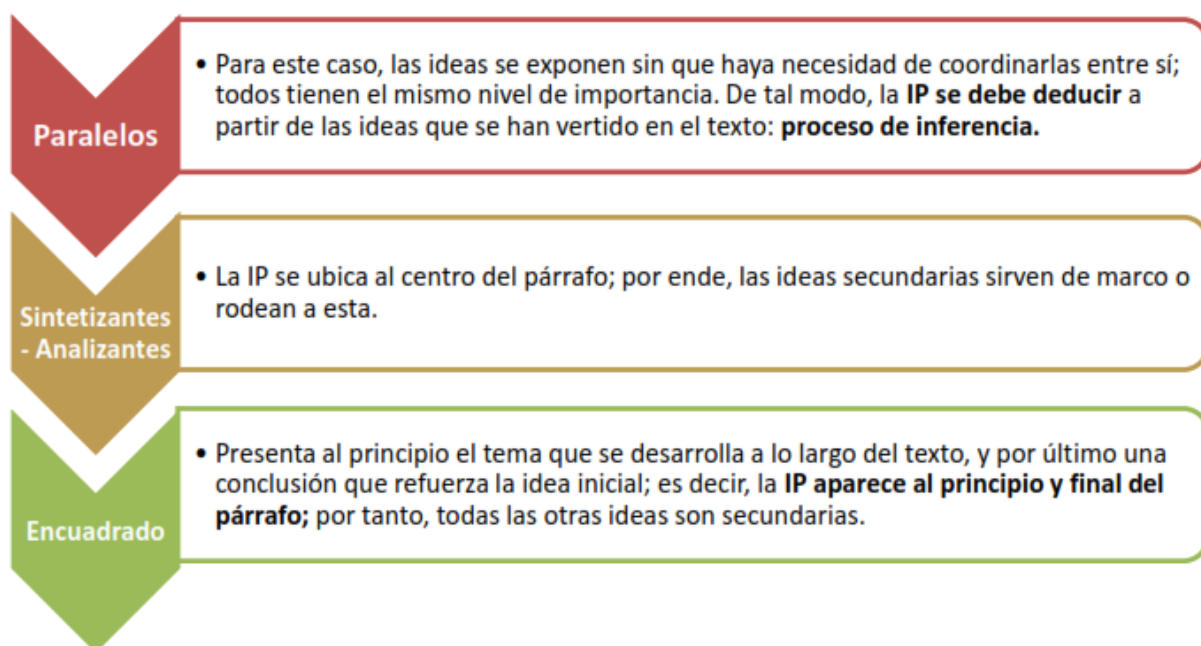 Paralelos
• Para este caso, las ideas se exponen sin que haya necesidad de coordinarlas entre sí;
todos tienen el mismo nivel de importancia. De tal modo, la IP se debe deducir a
partir de las ideas que se han vertido en el texto: proceso de inferencia.
Sintetizantes
- Analizantes
• La IP se ubica al centro del párrafo; por ende, las ideas secundarias sirven de marco o
rodean a esta.
Encuadrado
• Presenta al principio el tema que se desarrolla a lo largo del texto, y por último una
conclusión que refuerza la idea inicial; es decir, la IP aparece al principio y final del
párrafo; por tanto, todas las otras ideas son secundarias.